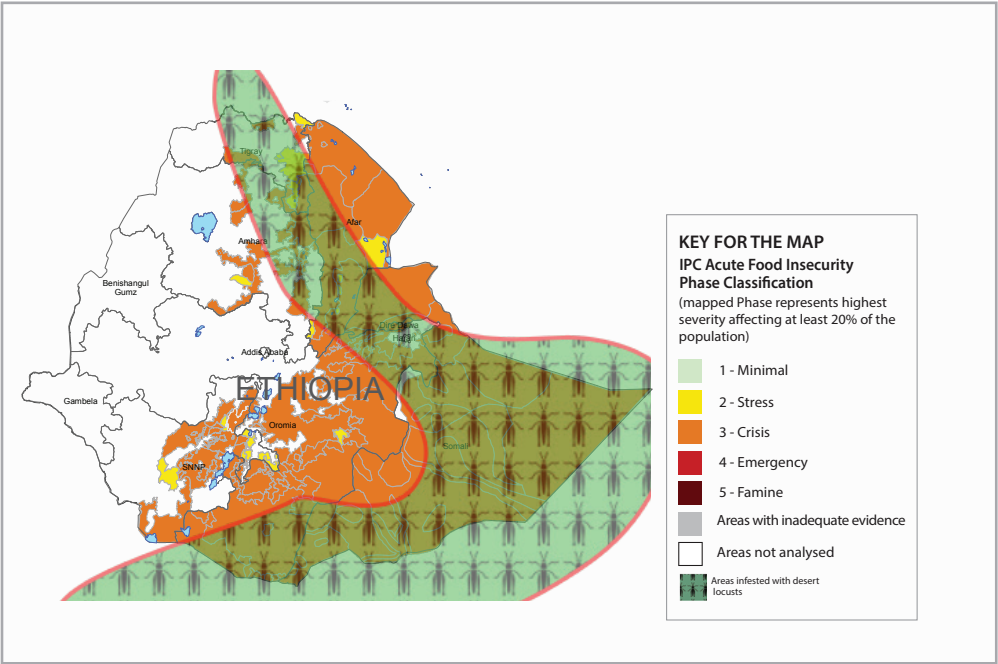 Tigray
Afar
Amhara
Benishangul
Gumz
Dire Dawa
Harari
Addis Ababa
ETHIOPIA
Gambela
Oromia
Somali
SNNP
KEY FOR THE MAP
IPC Acute Food Insecurity
Phase Classification
(mapped Phase represents highest
severity affecting at least 20% of the
population)
1 - Minimal
2 - Stress
3 - Crisis
4 - Emergency
5 - Famine
Areas with inadequate evidence
Areas not analysed
Areas infested with desert
locusts